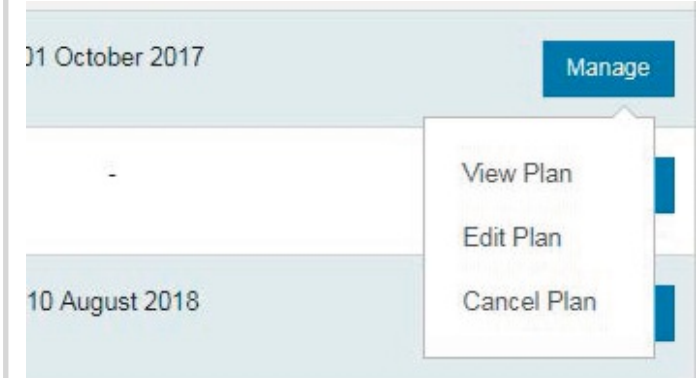 01 October 2017
Manage
-
View Plan
Edit Plan
10 August 2018
Cancel Plan